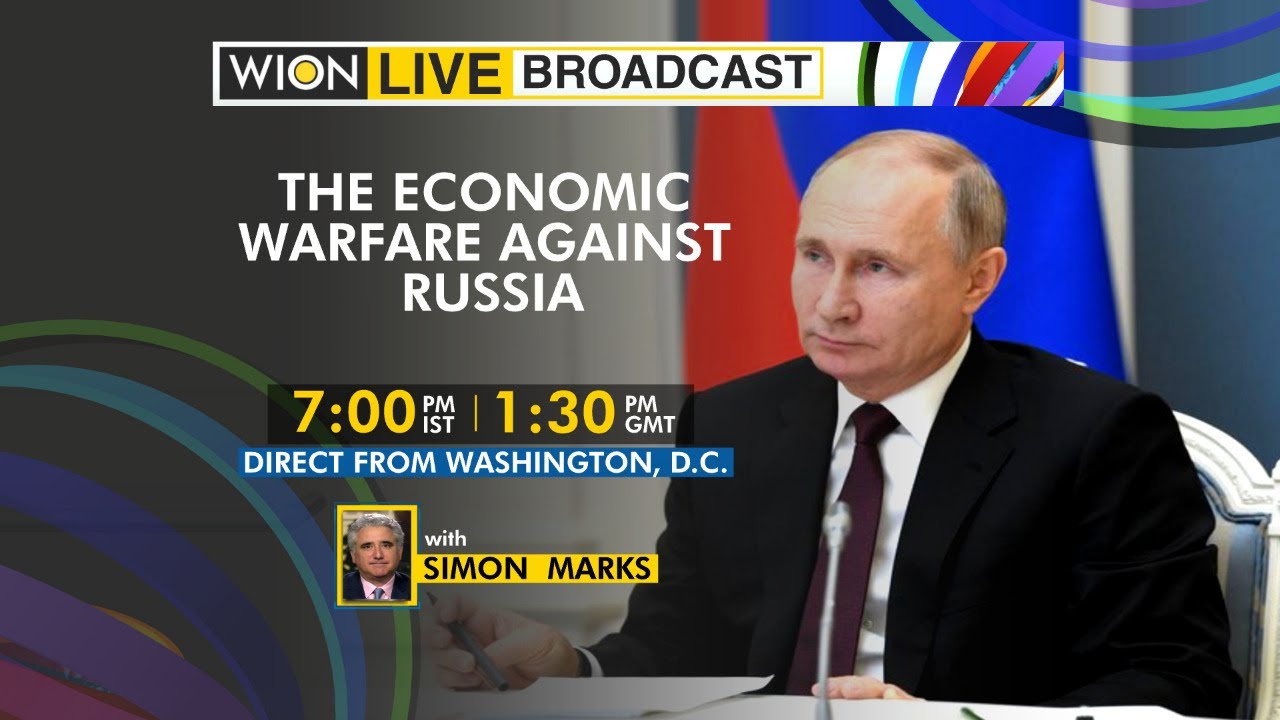 WION LIVE BROADCAST
THE ECONOMIC
WARFARE AGAINST
RUSSIA
7:00 PM IST | 1:30 PM GMT
DIRECT FROM WASHINGTON, D.C.
with
SIMON MARKS